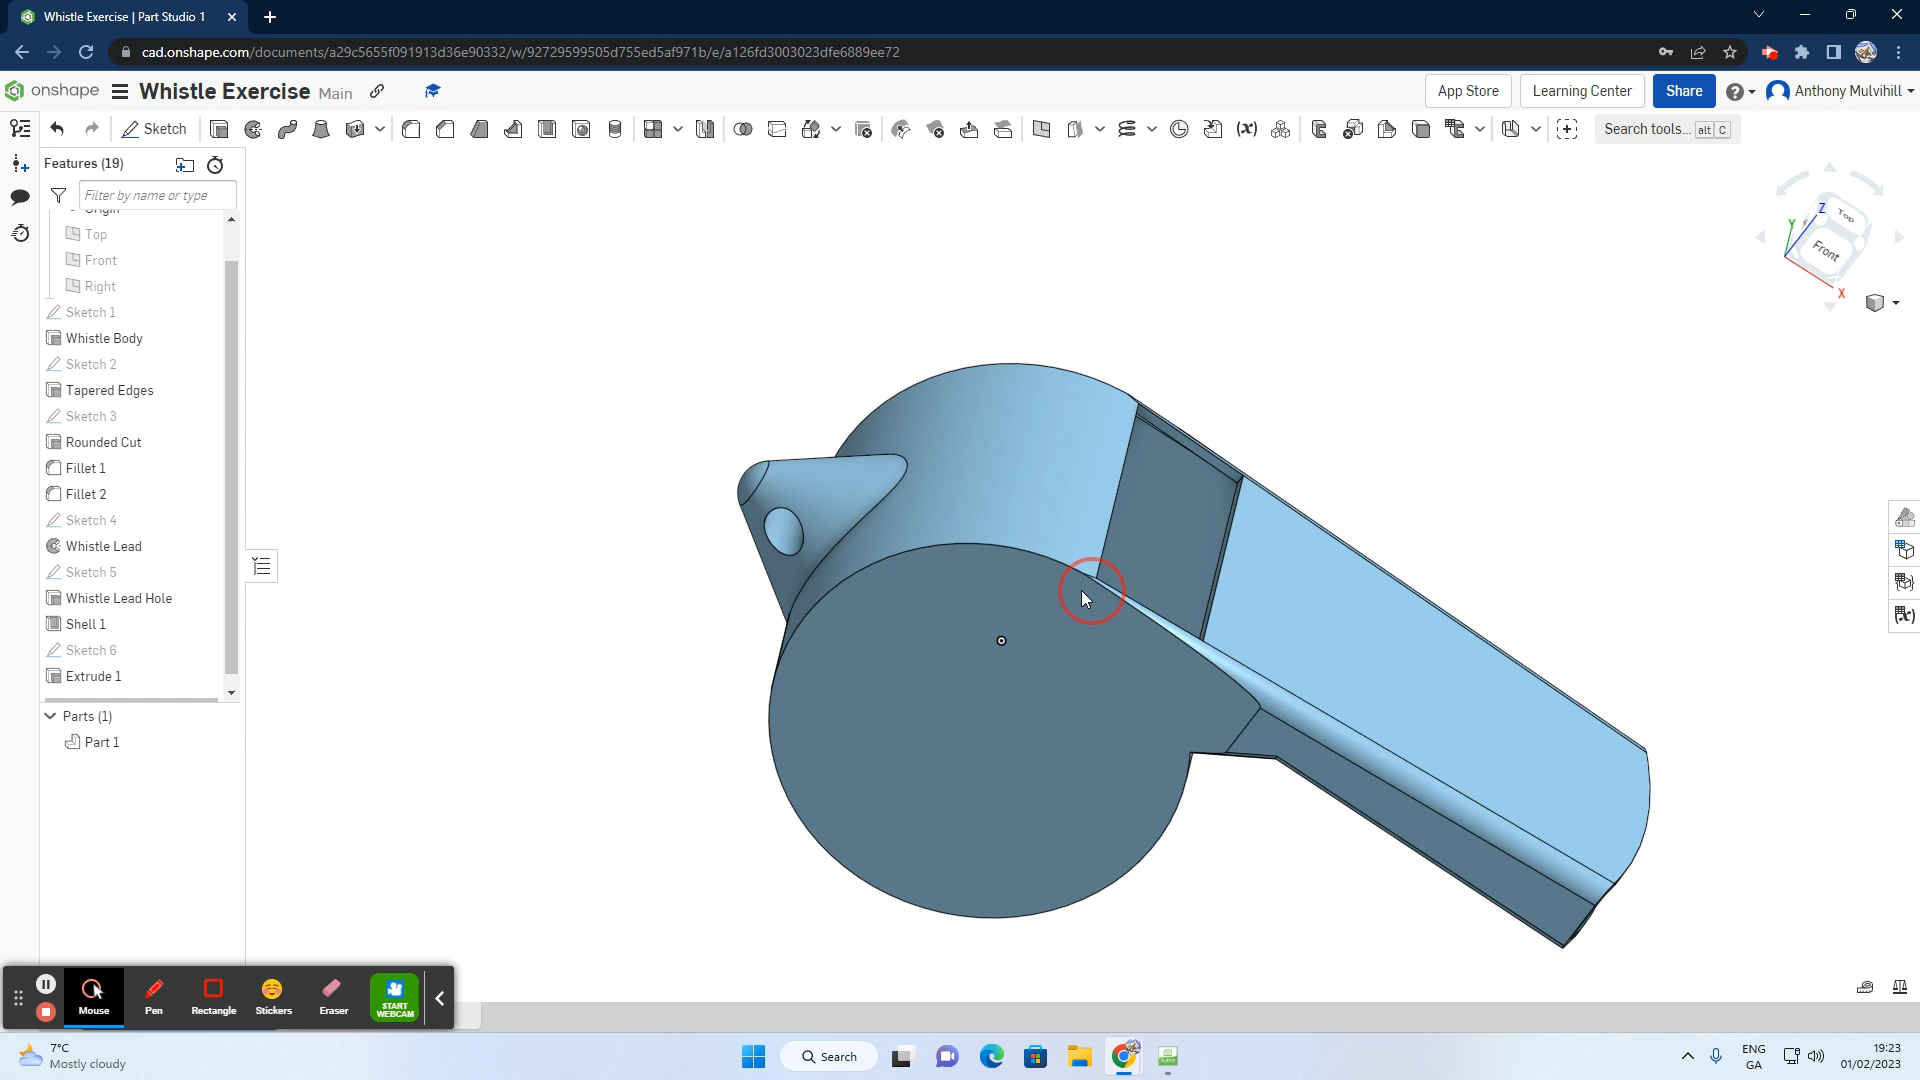 Whistle Exercise | Part Studio 1
cad.onshape.com/documents/a29c5655f091913d36e90332/w/92729599505d755ed5af971b/e/a126fd3003023dfe6889ee72
onshape
Whistle Exercise Main
App Store
Learning Center
Share
Anthony Mulvihill
Sketch
Search tools... alt C
Features (19)
Filter by name or type
Origin
Top
Front
Right
Sketch 1
Whistle Body
Sketch 2
Tapered Edges
Sketch 3
Rounded Cut
Fillet 1
Fillet 2
Sketch 4
Whistle Lead
Sketch 5
Whistle Lead Hole
Shell 1
Sketch 6
Extrude 1
Parts (1)
Part 1
Z
Y
X
Top
Front
Mouse
Pen
Rectangle
Stickers
Eraser
START
WEBCAM
7°C
Mostly cloudy
Search
ENG
GA
19:23
01/02/2023